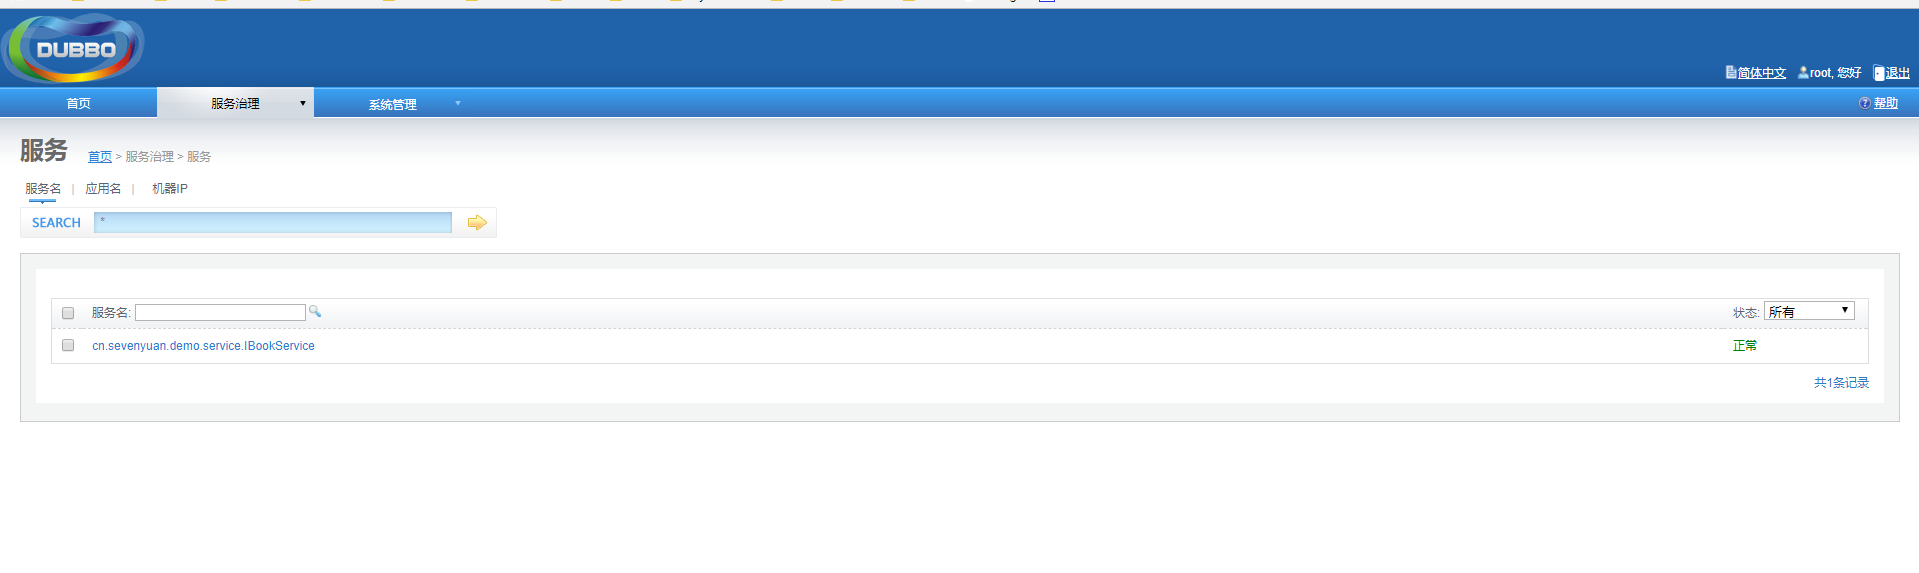 DUBBO
简体中文 root, 您好 退出
首页 服务治理 系统管理 帮助
服务 首页 > 服务治理 > 服务
服务名 | 应用名 | 机器IP
SEARCH *
服务名: 状态: 所有
cn.sevenyuan.demo.service.IBookService 正常
共1条记录